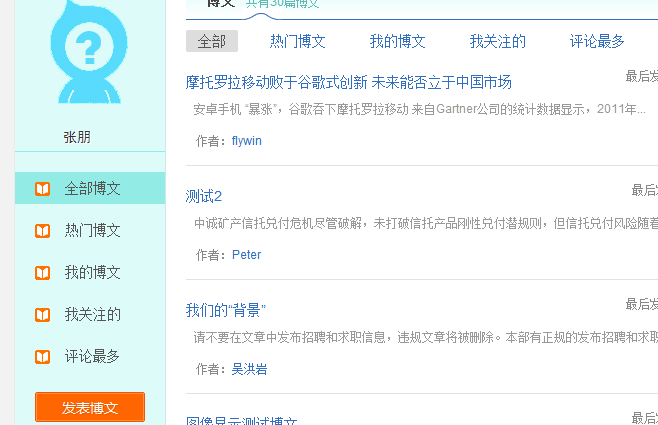 博文 共有30篇博文
全部 热门博文 我的博文 我关注的 评论最多
张朋
全部博文
热门博文
我的博文
我关注的
评论最多
发表博文
摩托罗拉移动败于谷歌式创新 未来能否立于中国市场
最后发
安卓手机 “暴涨”，谷歌吞下摩托罗拉移动 来自Gartner公司的统计数据显示，2011年...
作者：flywin
测试2
最后发
中诚矿产信托兑付危机尽管破解，未打破信托产品刚性兑付潜规则，但信托兑付风险随着
作者：Peter
我们的“背景”
最后发
请不要在文章中发布招聘和求职信息，违规文章将被删除。本部有正规的发布招聘和求职
作者：吴洪岩
图像显示测试博文
最后发